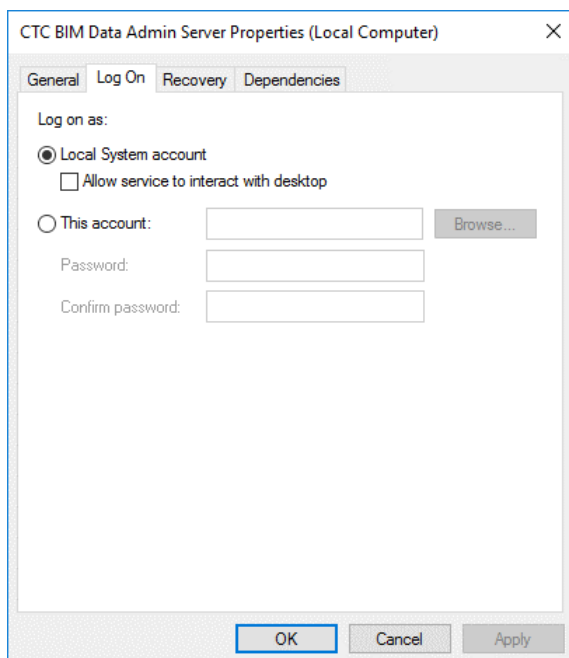 CTC BIM Data Admin Server Properties (Local Computer)
General Log On Recovery Dependencies
Log on as:
Local System account
Allow service to interact with desktop
This account: Browse...
Password:
Confirm password:
OK Cancel Apply